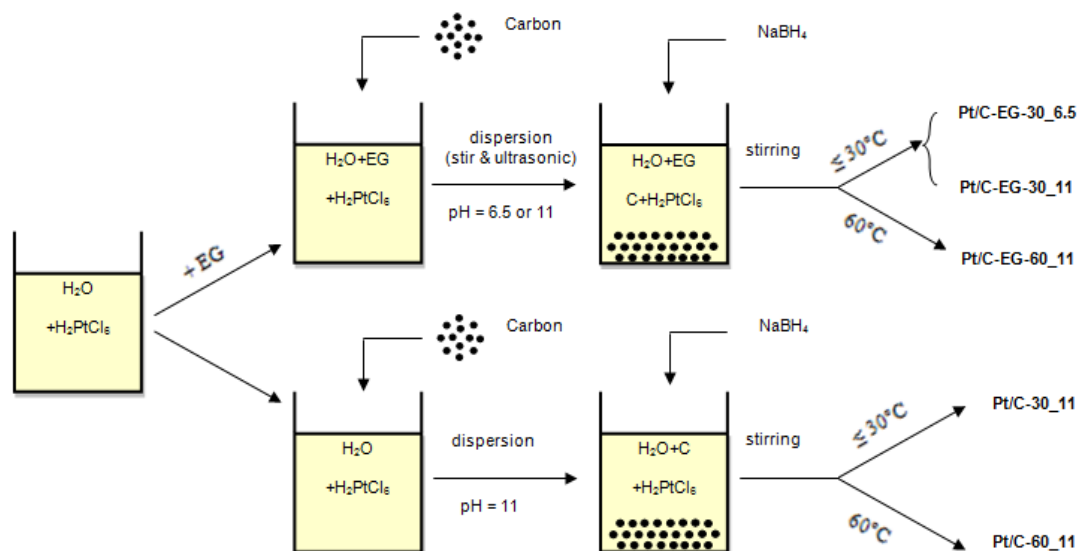 Carbon
NaBH₄
H₂O+EG
+H₂PtCl₆
dispersion
(stir & ultrasonic)
pH = 6.5 or 11
H₂O+EG
C+H₂PtCl₆
stirring
≤ 30°C
60°C
Pt/C-EG-30_6.5
Pt/C-EG-30_11
Pt/C-EG-60_11
+ EG
H₂O
+H₂PtCl₆
Carbon
NaBH₄
H₂O
+H₂PtCl₆
dispersion
pH = 11
H₂O+C
+H₂PtCl₆
stirring
≤ 30°C
60°C
Pt/C-30_11
Pt/C-60_11